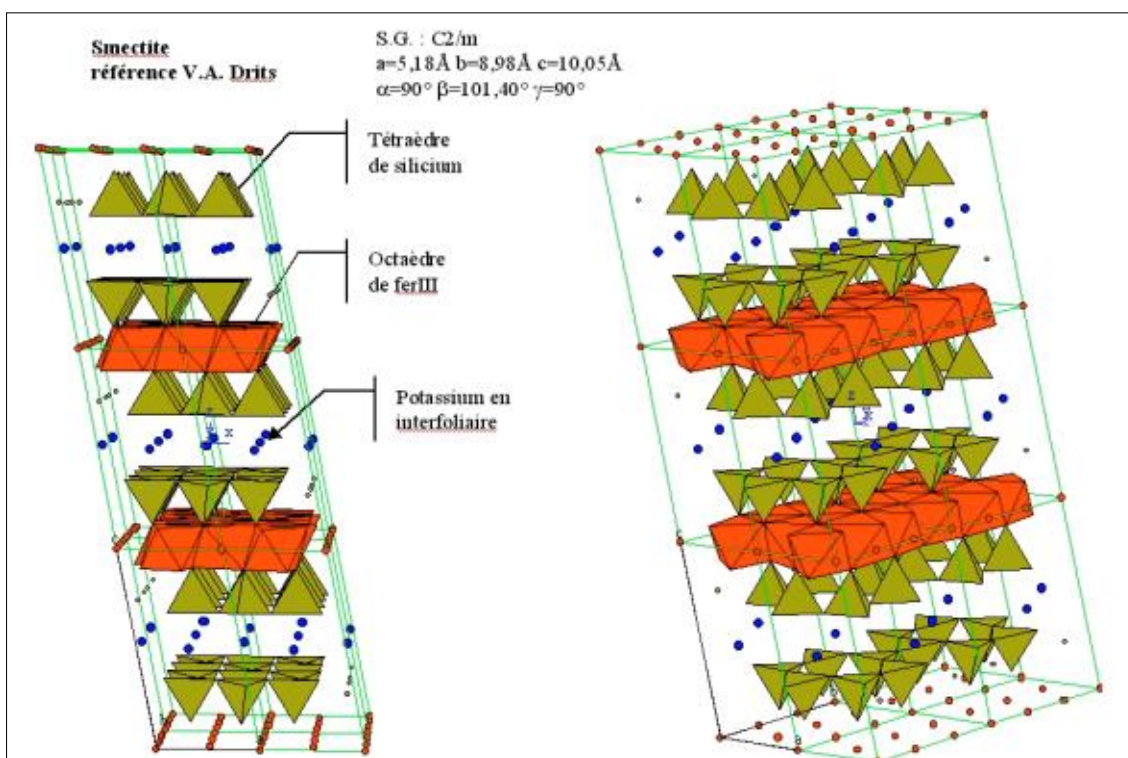 Smectite
référence V.A. Drits
S.G. : C2/m
a=5,18Å b=8,98Å c=10,05Å
α=90° β=101,40° γ=90°
Tétraèdre
de silicium
Octaèdre
de ferIII
Potassium en
interfoliaire